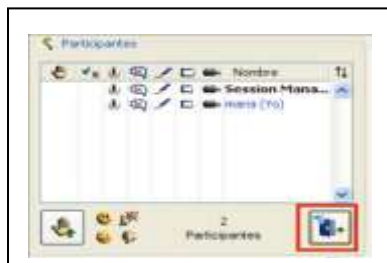 Participantes
Nombre
Session Mana...
maria (Yo)
2
Participantes